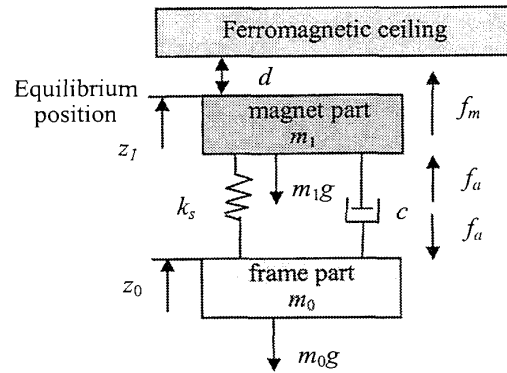 Ferromagnetic ceiling
d
Equilibrium
position
magnet part
m₁
fₘ
z₁
m₁g
fₐ
kₛ
c
fₐ
frame part
m₀
z₀
m₀g